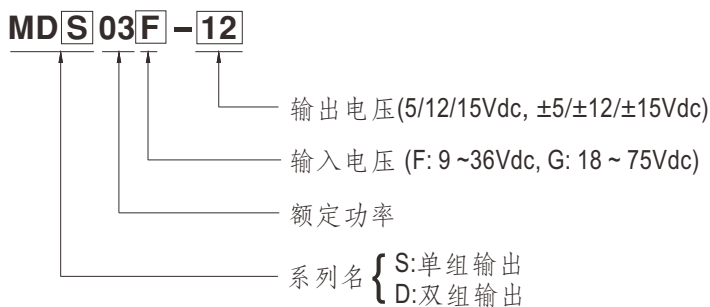 MDS03F-12
输出电压(5/12/15Vdc, ±5/±12/±15Vdc)
输入电压 (F: 9 ~36Vdc, G: 18 ~ 75Vdc)
额定功率
系列名 { S:单组输出
D:双组输出